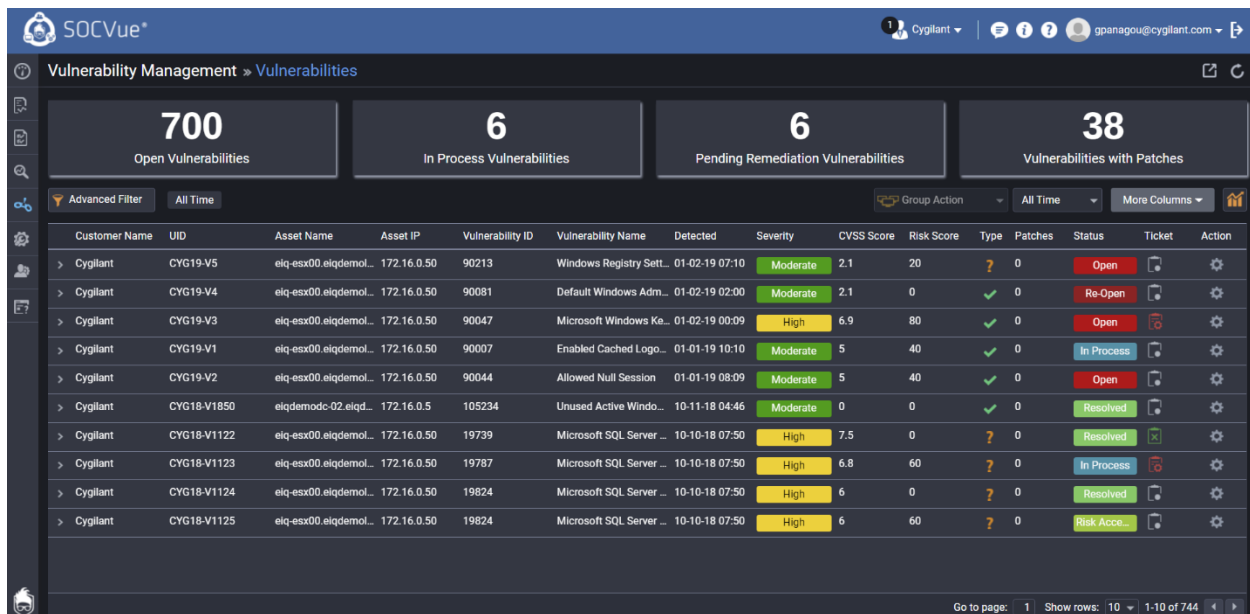 SOCVue®
1 Cygilant
gpanagou@cygilant.com
Vulnerability Management » Vulnerabilities
700
Open Vulnerabilities
6
In Process Vulnerabilities
6
Pending Remediation Vulnerabilities
38
Vulnerabilities with Patches
Advanced Filter All Time Group Action All Time More Columns
Customer Name UID Asset Name Asset IP Vulnerability ID Vulnerability Name Detected Severity CVSS Score Risk Score Type Patches Status Ticket Action
> Cygilant CYG19-V5 eiq-esx00.eiqdemol... 172.16.0.50 90213 Windows Registry Sett... 01-02-19 07:10 Moderate 2.1 20 ? 0 Open
> Cygilant CYG19-V4 eiq-esx00.eiqdemol... 172.16.0.50 90081 Default Windows Adm... 01-02-19 02:00 Moderate 2.1 0 0 Re-Open
> Cygilant CYG19-V3 eiq-esx00.eiqdemol... 172.16.0.50 90047 Microsoft Windows Ke... 01-02-19 00:09 High 6.9 80 0 Open
> Cygilant CYG19-V1 eiq-esx00.eiqdemol... 172.16.0.50 90007 Enabled Cached Logo... 01-01-19 10:10 Moderate 5 40 0 In Process
> Cygilant CYG19-V2 eiq-esx00.eiqdemol... 172.16.0.50 90044 Allowed Null Session 01-01-19 08:09 Moderate 5 40 0 Open
> Cygilant CYG18-V1850 eiqdemodc-02.eiqd... 172.16.0.5 105234 Unused Active Windo... 10-11-18 04:46 Moderate 0 0 0 Resolved
> Cygilant CYG18-V1122 eiq-esx00.eiqdemol... 172.16.0.50 19739 Microsoft SQL Server ... 10-10-18 07:50 High 7.5 0 ? 0 Resolved
> Cygilant CYG18-V1123 eiq-esx00.eiqdemol... 172.16.0.50 19787 Microsoft SQL Server ... 10-10-18 07:50 High 6.8 60 ? 0 In Process
> Cygilant CYG18-V1124 eiq-esx00.eiqdemol... 172.16.0.50 19824 Microsoft SQL Server ... 10-10-18 07:50 High 6 0 ? 0 Resolved
> Cygilant CYG18-V1125 eiq-esx00.eiqdemol... 172.16.0.50 19824 Microsoft SQL Server ... 10-10-18 07:50 High 6 60 ? 0 Risk Acce...
Go to page: 1 Show rows: 10 1-10 of 744